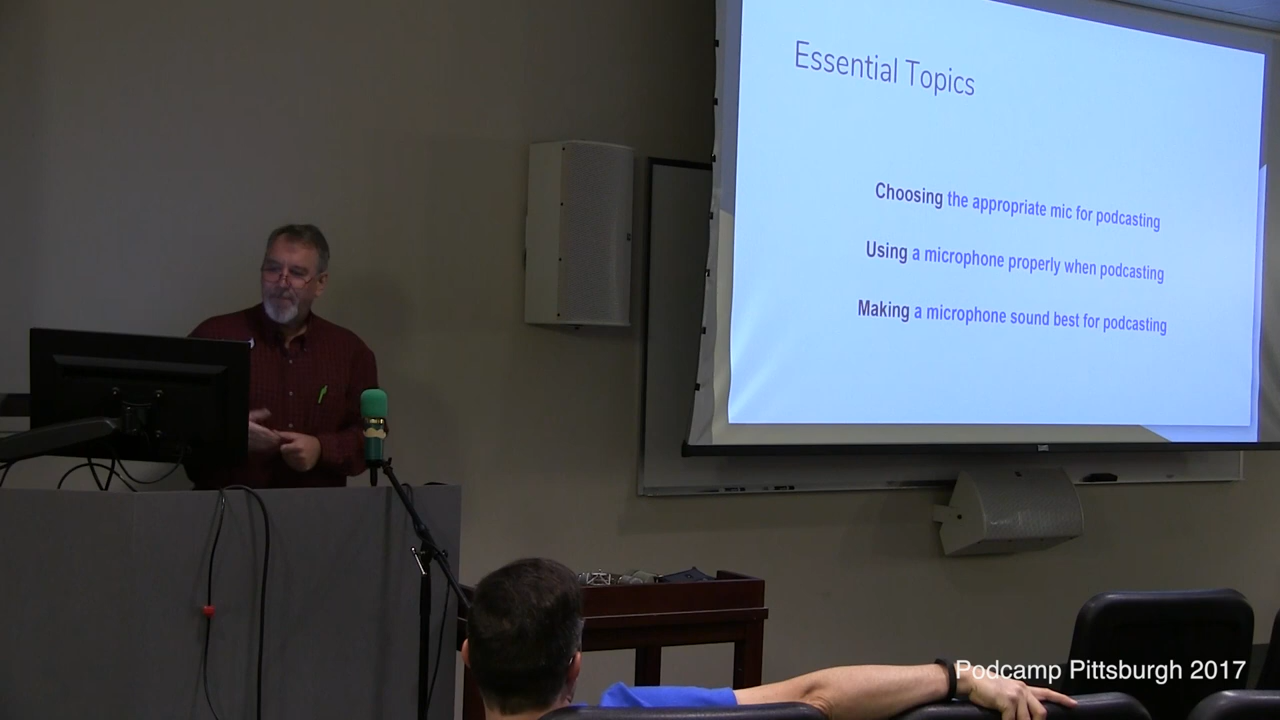 Essential Topics
Choosing the appropriate mic for podcasting
Using a microphone properly when podcasting
Making a microphone sound best for podcasting
Podcamp Pittsburgh 2017